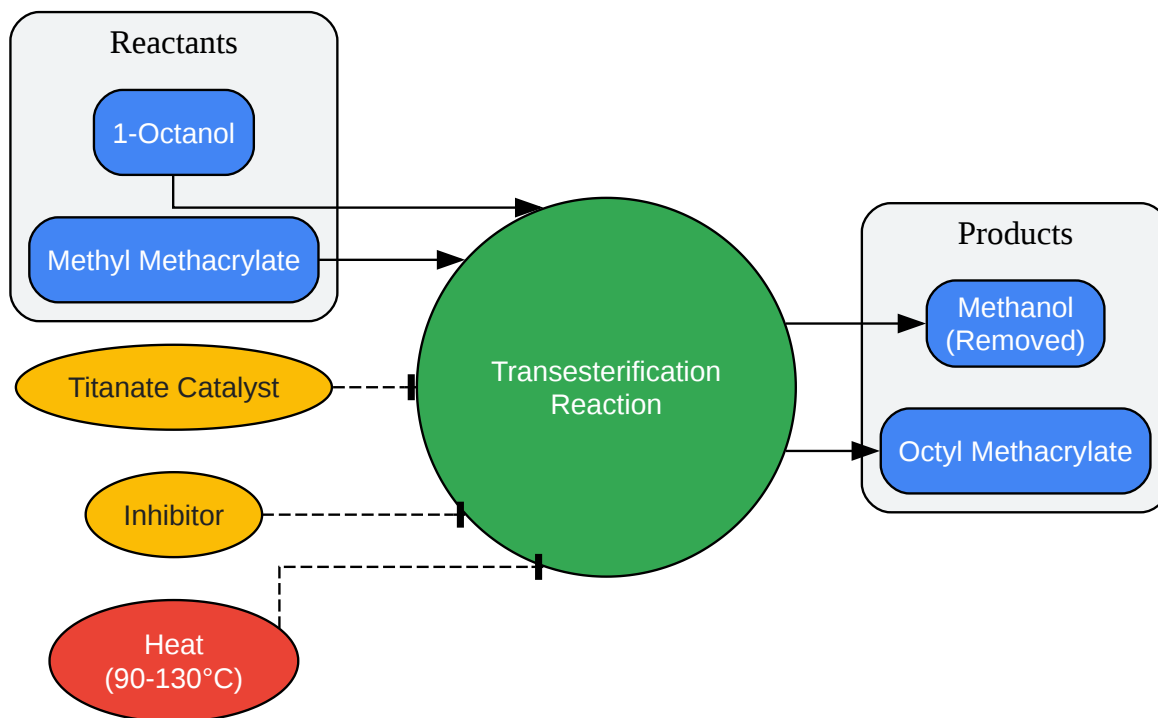 Reactants
1-Octanol
Methyl Methacrylate
Titanate Catalyst
Inhibitor
Heat
(90-130°C)
Transesterification
Reaction
Products
Methanol
(Removed)
Octyl Methacrylate